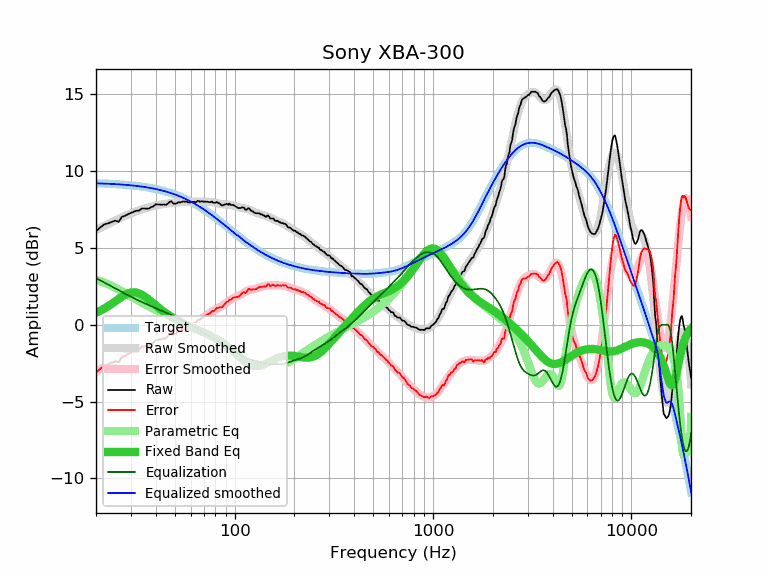 Sony XBA-300
Amplitude (dBr)
15
10
5
0
−5
−10
Target
Raw Smoothed
Error Smoothed
Raw
Error
Parametric Eq
Fixed Band Eq
Equalization
Equalized smoothed
100 1000 10000
Frequency (Hz)